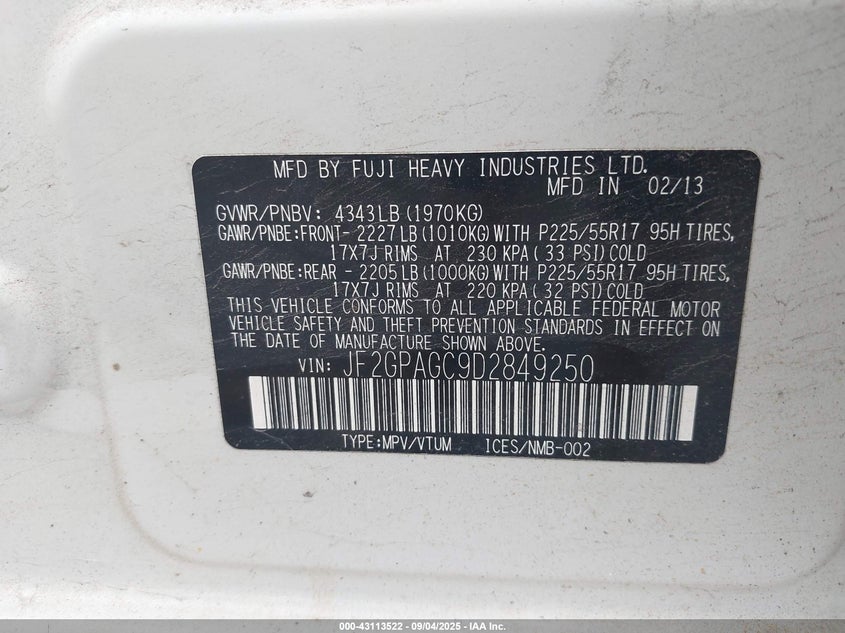 MFD BY FUJI HEAVY INDUSTRIES LTD.
MFD IN 02/13
GVWR/PNBV: 4343LB (1970KG)
GAWR/PNBE:FRONT- 2227LB (1010KG) WITH P225/55R17 95H TIRES,
17X7J RIMS AT 230 KPA ( 33 PSI) COLD
GAWR/PNBE:REAR - 2205LB (1000KG) WITH P225/55R17 95H TIRES,
17X7J RIMS AT 220 KPA ( 32 PSI) COLD
THIS VEHICLE CONFORMS TO ALL APPLICABLE FEDERAL MOTOR
VEHICLE SAFETY AND THEFT PREVENTION STANDARDS IN EFFECT ON
THE DATE OF MANUFACTURE SHOWN ABOVE.
VIN: JF2GPAGC9D2849250
TYPE:MPV/VTUM ICES/NMB-002
000-43113522 - 09/04/2025 - IAA Inc.